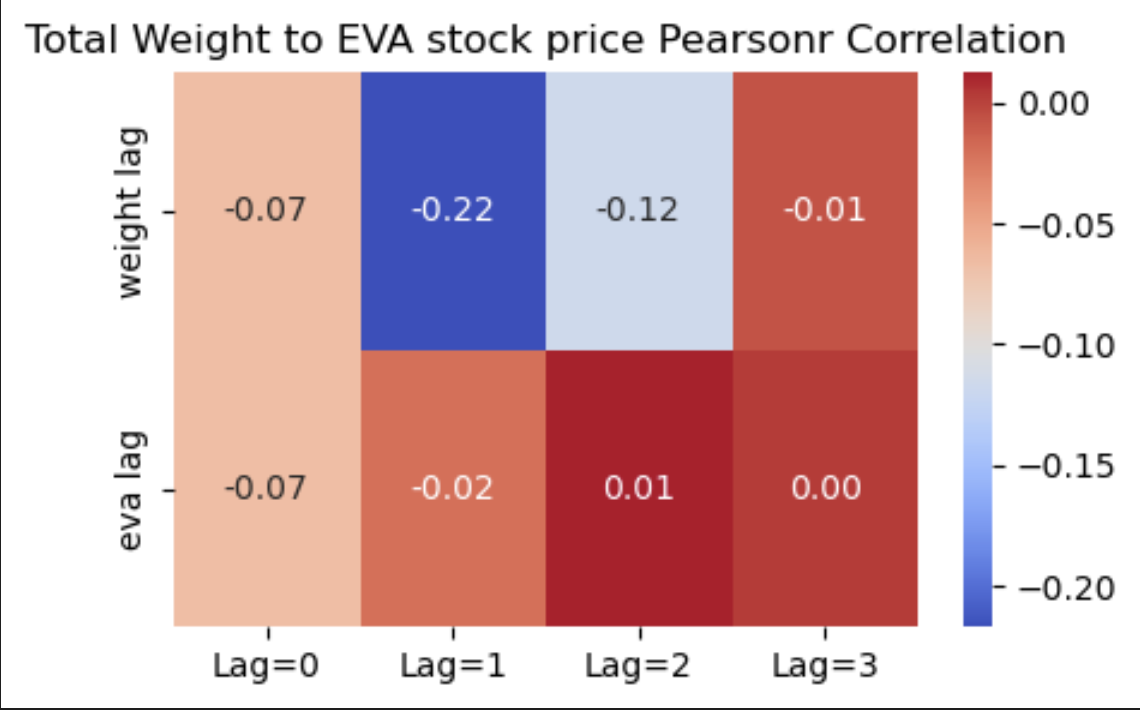 Total Weight to EVA stock price Pearsonr Correlation
weight lag
-0.07 -0.22 -0.12 -0.01
eva lag
-0.07 -0.02 0.01 0.00
Lag=0 Lag=1 Lag=2 Lag=3
0.00
−0.05
−0.10
−0.15
−0.20